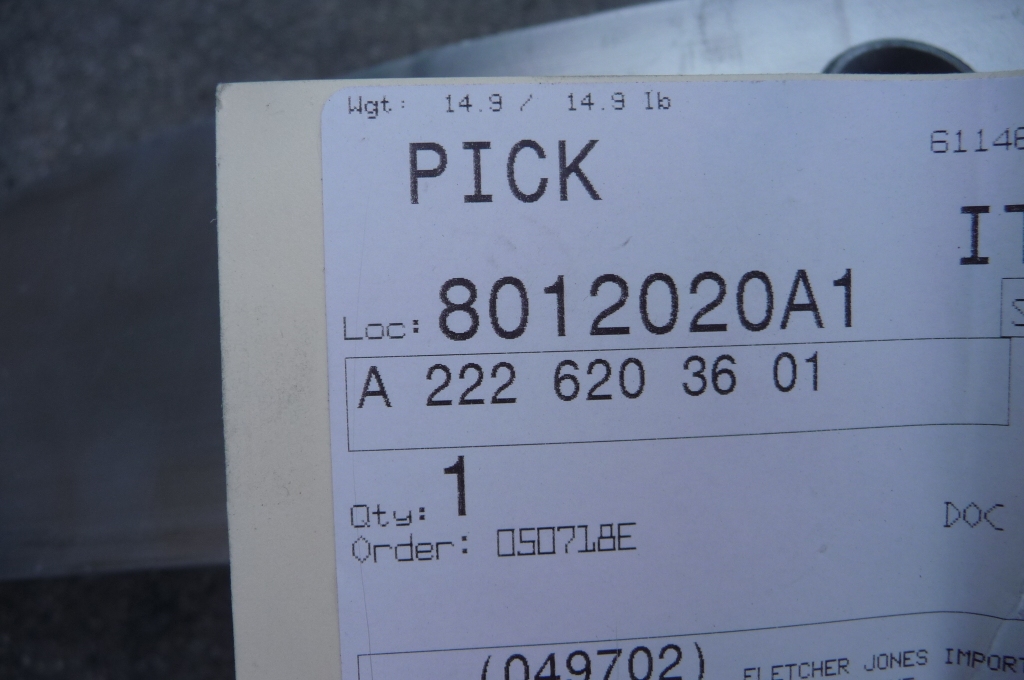 Wgt: 14.9 / 14.9 lb
PICK
Loc: 8012020A1
A 222 620 36 01
Qty: 1
DOC
Order: 050718E
(049702) FLETCHER JONES IMPORT